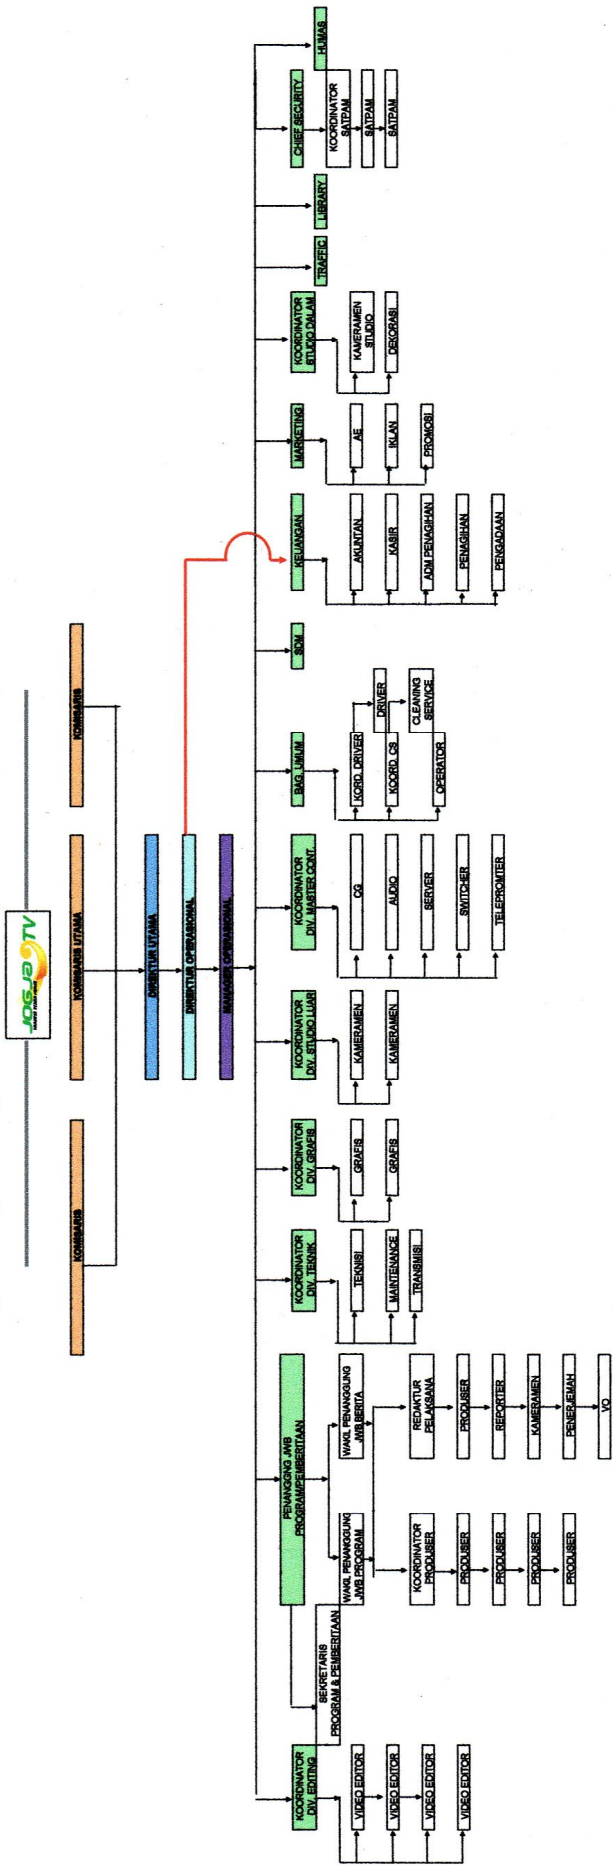 JOGJA TV
KOMISARIS
KOMISARIS UTAMA
KOMISARIS
DIREKTUR UTAMA
DIREKTUR OPERASIONAL
MANAGER OPERASIONAL
KOORDINATOR
DIV. EDITING
VIDEO EDITOR
VIDEO EDITOR
VIDEO EDITOR
VIDEO EDITOR
SEKRETARIS
PROGRAM & PEMBERITAAN
PENANGGNG JWB
PROGRAM/PEMBERITAAN
WAKIL PENANGGUNG
JWB PROGRAM
WAKIL PENANGGUNG
JWB BERITA
KOORDINATOR
PRODUSER
PRODUSER
PRODUSER
PRODUSER
PRODUSER
REDAKTUR
PELAKSANA
PRODUSER
REPORTER
KAMERAMEN
PENERJEMAH
VO
KOORDINATOR
DIV. TEKNIK
TEKNISI
MAINTENANCE
TRANSMISI
KOORDINATOR
DIV. GRAFIS
GRAFIS
GRAFIS
KOORDINATOR
DIV. STUDIO LUAR
KAMERAMEN
KAMERAMEN
KOORDINATOR
DIV. MASTER CONT.
CG
AUDIO
SERVER
SWITCHER
TELEPROMTER
BAG. UMUM
KORD. DRIVER
DRIVER
KOORD. CS
CLEANING
SERVICE
OPERATOR
SDM
KEUANGAN
AKUNTAN
KASIR
ADM PENAGIHAN
PENAGIHAN
PENGADAAN
MARKETING
AE
IKLAN
PROMOSI
KOORDINATOR
STUDIO DALAM
KAMERAMEN
STUDIO
DEKORASI
TRAFFIC
LIBRARY
CHIEF SECURITY
KOORDINATOR
SATPAM
SATPAM
SATPAM
HUMAS